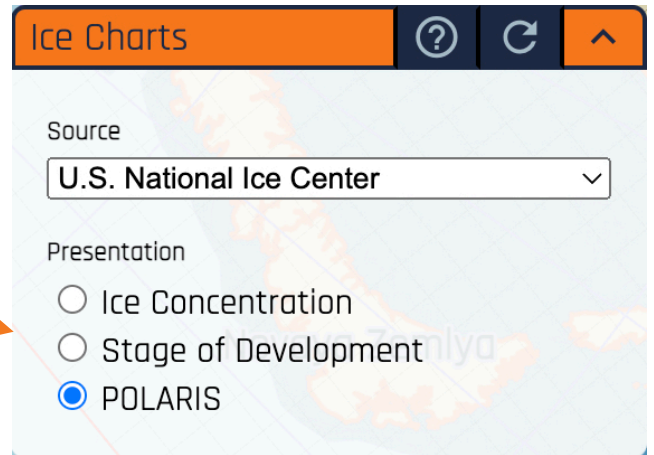 Ice Charts
Source
U.S. National Ice Center
Presentation
Ice Concentration
Stage of Development
Novaya Zemlya
POLARIS